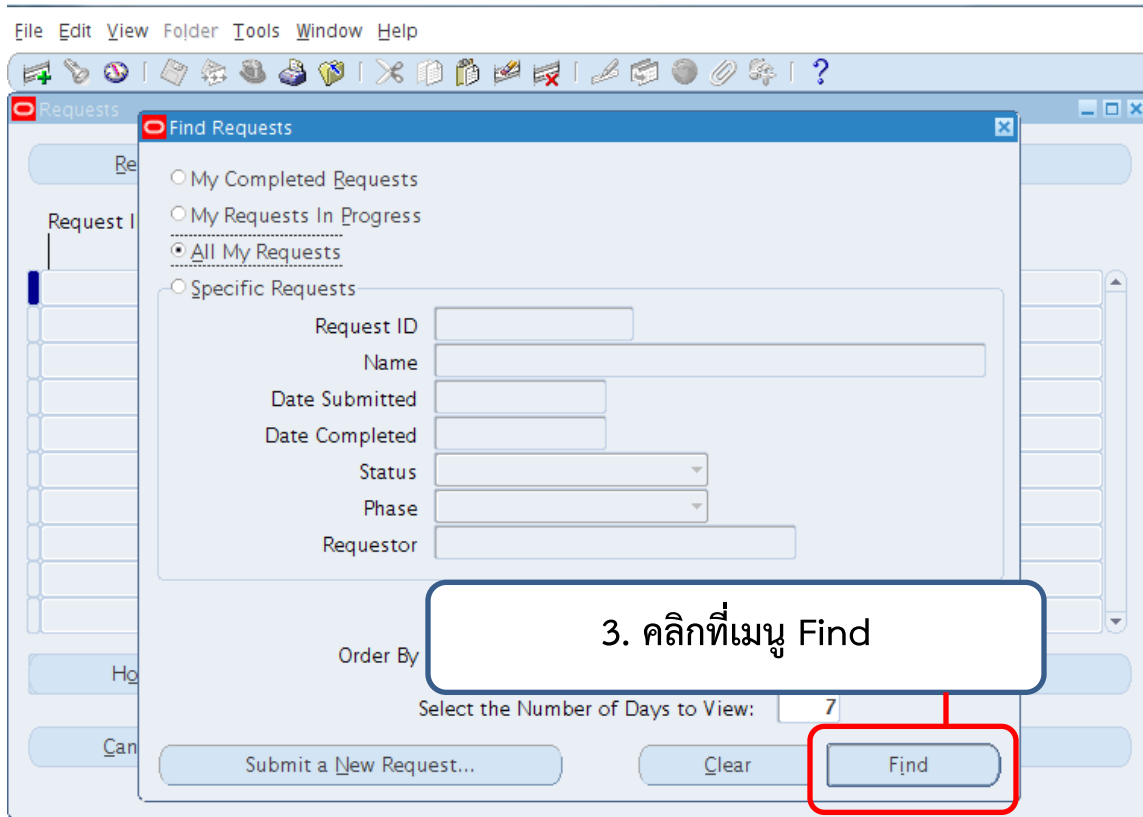 File Edit View Folder Tools Window Help
Requests
Find Requests
Re
My Completed Requests
My Requests In Progress
Request I
All My Requests
Specific Requests
Request ID
Name
Date Submitted
Date Completed
Status
Phase
Requestor
3. คลิกที่เมนู Find
Order By
Ho
Select the Number of Days to View: 7
Can
Submit a New Request... Clear Find